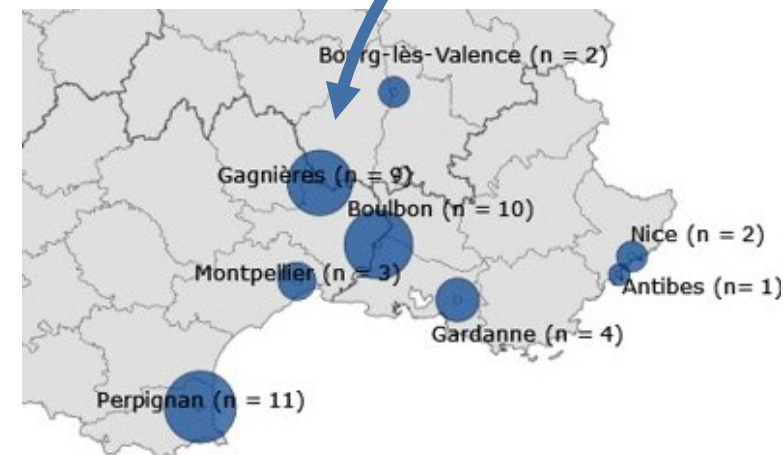 Bourg-lès-Valence (n = 2)
Gagnières (n = 9)
Boulbon (n = 10)
Nice (n = 2)
Montpellier (n = 3)
Antibes (n= 1)
Gardanne (n = 4)
Perpignan (n = 11)